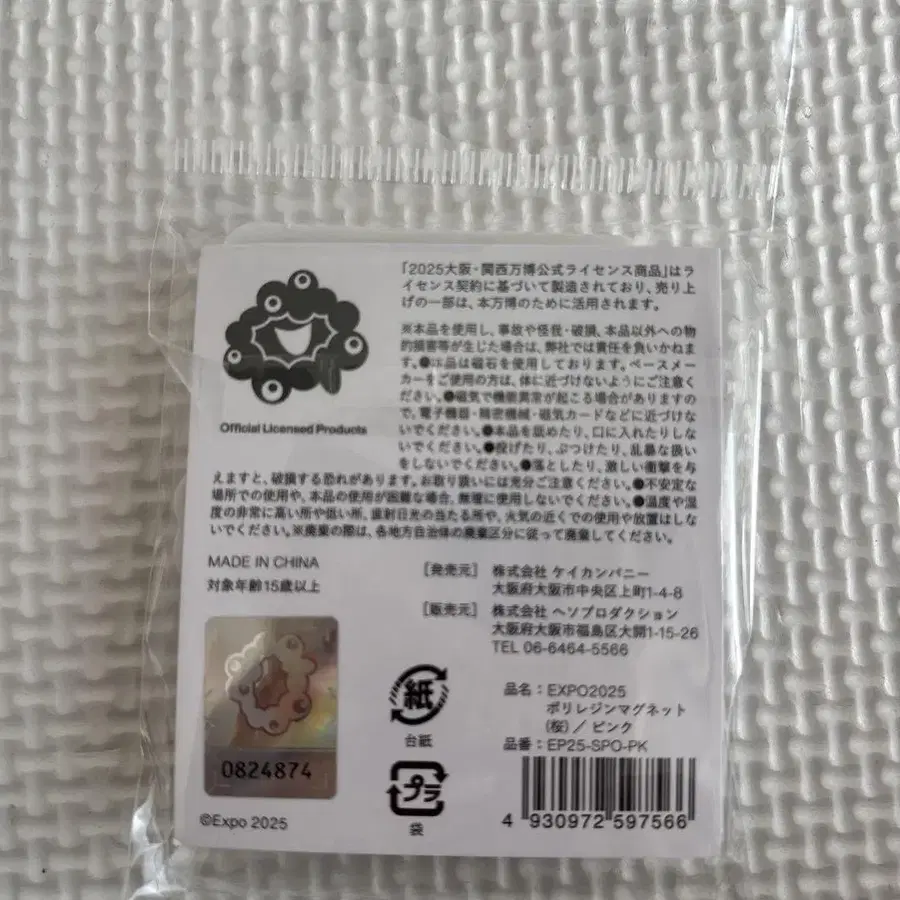 「2025大阪・関西万博公式ライセンス商品」はラ
イセンス契約に基づいて製造されており、売り上
げの一部は、本万博のために活用されます。
Official Licensed Products
※本品を使用し、事故や怪我・破損、本品以外への物
的損害等が生じた場合は、弊社では責任を負いかねま
す。●本品は磁石を使用しております。ペースメー
カーをご使用の方は、体に近づけないようにご注意く
ださい。●磁気で機能異常が起こる場合がありますの
で、電子機器・精密機械・磁気カードなどに近づけな
いでください。●本品を舐めたり、口に入れたりしな
いでください。●投げたり、ぶつけたり、乱暴な扱い
をしないでください。●落としたり、激しい衝撃を与
えますと、破損する恐れがあります。お取り扱いには充分ご注意ください。●不安定な
場所での使用や、本品の使用が困難な場合、無理に使用しないでください。●温度や湿
度の非常に高い所や低い所、直射日光の当たる所や、火気の近くでの使用や放置はしな
いでください。※廃棄の際は、各地方自治体の廃棄区分に従って廃棄してください。
MADE IN CHINA
対象年齢15歳以上
［発売元］ 株式会社 ケイカンパニー
大阪府大阪市中央区上町1-4-8
［販売元］ 株式会社 ヘソプロダクション
大阪府大阪市福島区大開1-15-26
TEL 06-6464-5566
紙
台紙
プラ
袋
品名：EXPO2025
ポリレジンマグネット
(桜)／ピンク
品番：EP25-SPO-PK
4 930972 597566
0824874
©Expo 2025